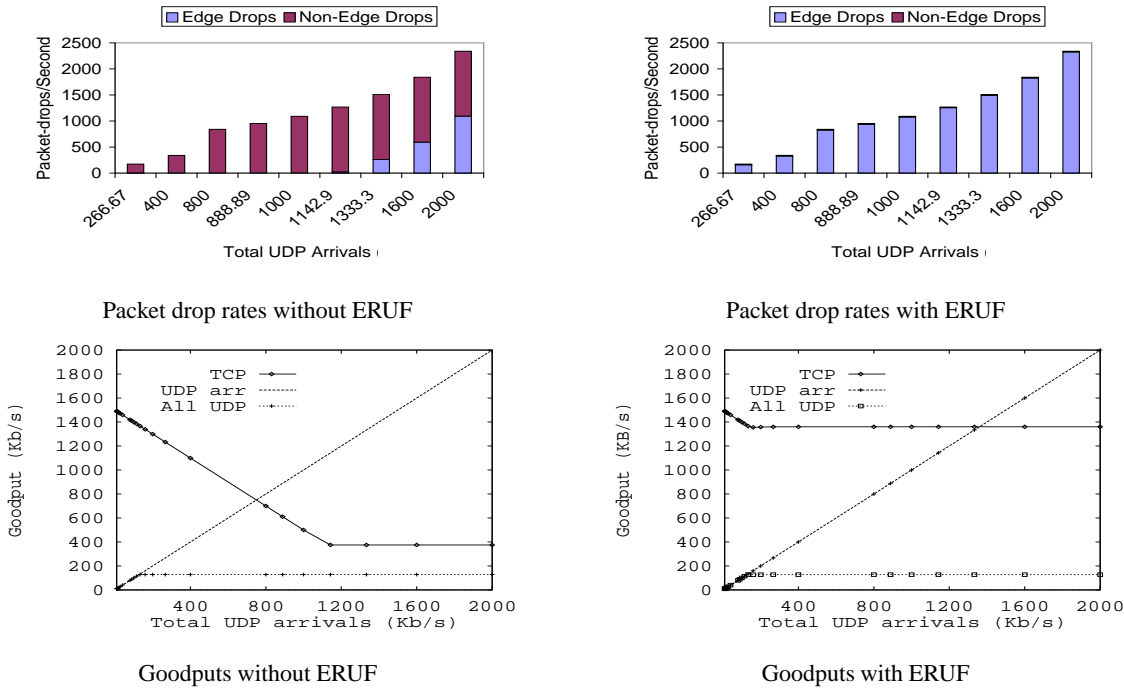 Edge Drops Non-Edge Drops
Packet-drops/Second
2500
2000
1500
1000
500
0
266.67 400 800 888.89 1000 1142.9 1333.3 1600 2000
Total UDP Arrivals (
Packet drop rates without ERUF
Edge Drops Non-Edge Drops
Packet-drops/Second
2500
2000
1500
1000
500
0
266.67 400 800 888.89 1000 1142.9 1333.3 1600 2000
Total UDP Arrivals (
Packet drop rates with ERUF
Goodput (Kb/s)
2000
1800
1600
1400
1200
1000
800
600
400
200
0
TCP
UDP arr
All UDP
400 800 1200 1600 2000
Total UDP arrivals (Kb/s)
Goodputs without ERUF
Goodput (KB/s)
2000
1800
1600
1400
1200
1000
800
600
400
200
0
TCP
UDP arr
All UDP
400 800 1200 1600 2000
Total UDP arrivals (Kb/s)
Goodputs with ERUF